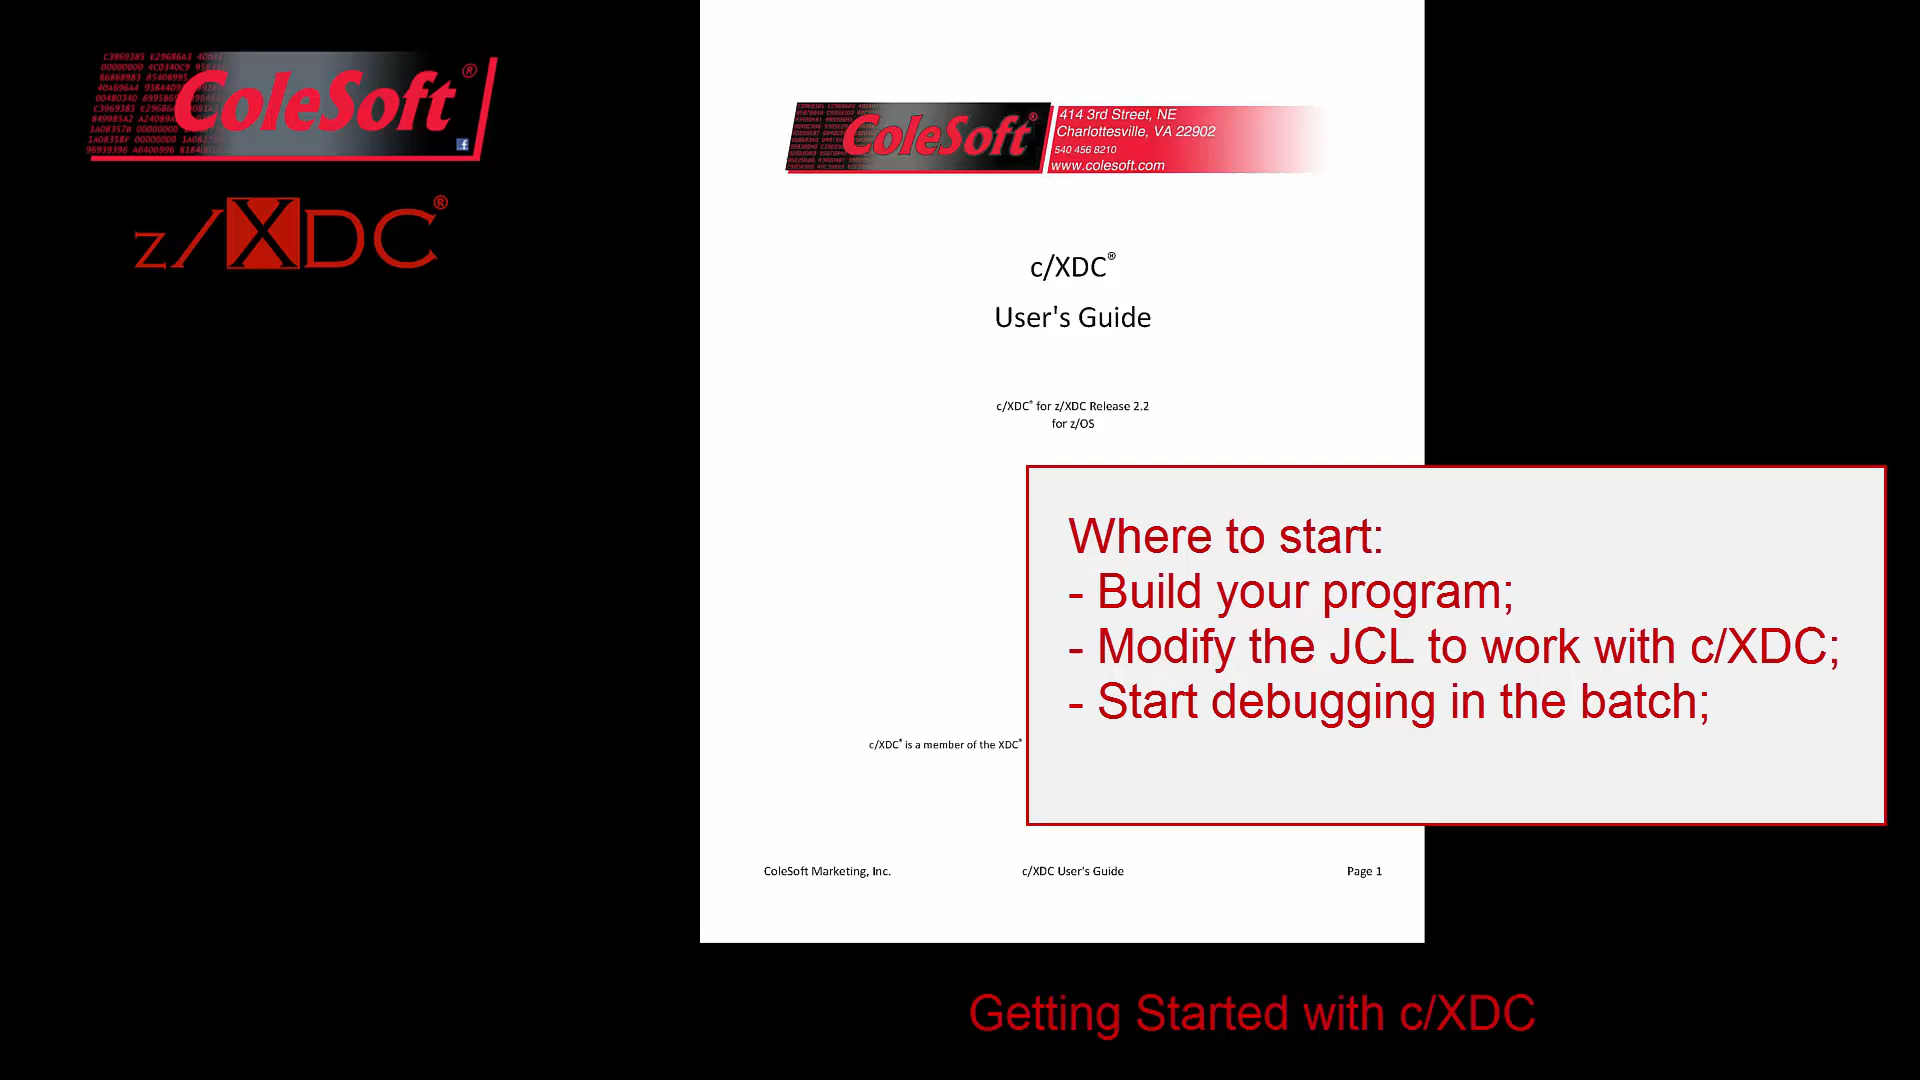 ColeSoft®
z/XDC®
ColeSoft®
414 3rd Street, NE
Charlottesville, VA 22902
540 456 8210
www.colesoft.com
c/XDC®
User's Guide
c/XDC® for z/XDC Release 2.2
for z/OS
Where to start:
- Build your program;
- Modify the JCL to work with c/XDC;
- Start debugging in the batch;
c/XDC® is a member of the XDC®
ColeSoft Marketing, Inc. c/XDC User's Guide Page 1
Getting Started with c/XDC